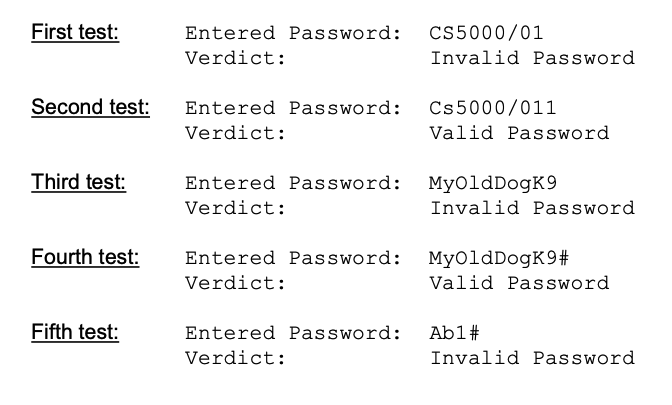 First test: Entered Password: CS5000/01
Verdict: Invalid Password
Second test: Entered Password: Cs5000/011
Verdict: Valid Password
Third test: Entered Password: MyOldDogK9
Verdict: Invalid Password
Fourth test: Entered Password: MyOldDogK9#
Verdict: Valid Password
Fifth test: Entered Password: Ab1#
Verdict: Invalid Password